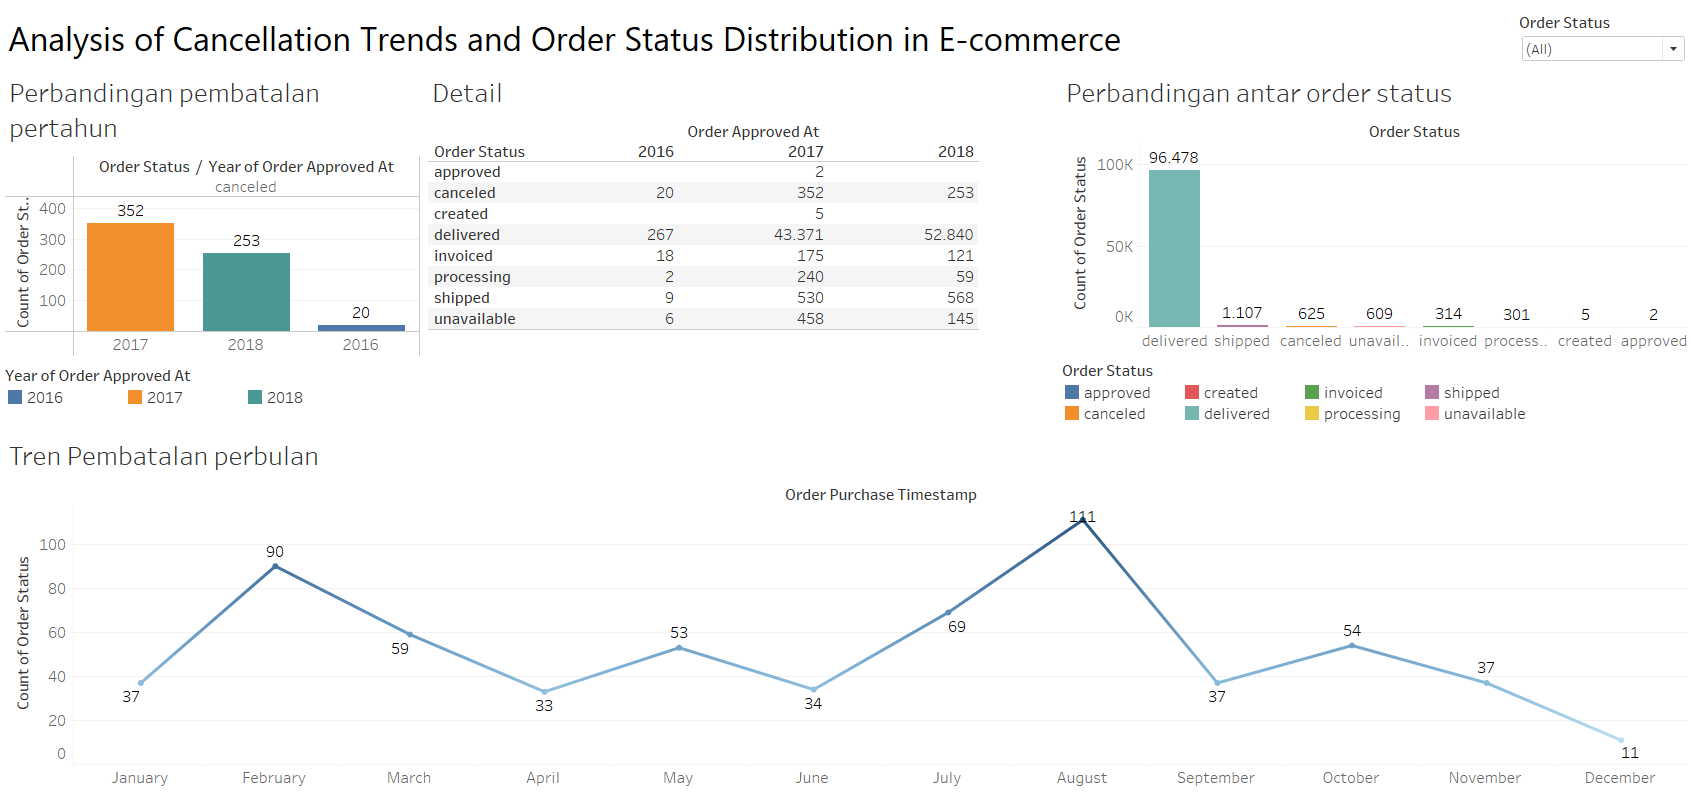 Analysis of Cancellation Trends and Order Status Distribution in E-commerce
Order Status
(All)
Perbandingan pembatalan
pertahun
Order Status / Year of Order Approved At
canceled
Count of Order St..
400
300
200
100
352
253
20
2017
2018
2016
Year of Order Approved At
2016
2017
2018
Detail
Order Approved At
Order Status 2016 2017 2018
approved 2
canceled 20 352 253
created 5
delivered 267 43.371 52.840
invoiced 18 175 121
processing 2 240 59
shipped 9 530 568
unavailable 6 458 145
Perbandingan antar order status
Order Status
Count of Order Status
100K
50K
0K
96.478
1.107
625
609
314
301
5
2
delivered
shipped
canceled
unavail..
invoiced
process..
created
approved
Order Status
approved created invoiced shipped
canceled delivered processing unavailable
Tren Pembatalan perbulan
Order Purchase Timestamp
Count of Order Status
100
80
60
40
20
0
37
90
59
33
53
34
69
111
37
54
37
11
January
February
March
April
May
June
July
August
September
October
November
December